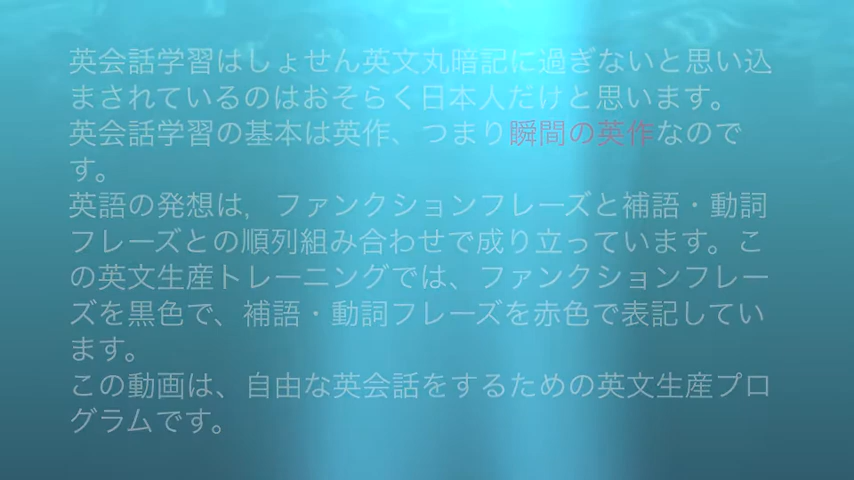 英会話学習はしょせん英文丸暗記に過ぎないと思い込
まされているのはおそらく日本人だけと思います。
英会話学習の基本は英作、つまり瞬間の英作なので
す。
英語の発想は，ファンクションフレーズと補語・動詞
フレーズとの順列組み合わせで成り立っています。こ
の英文生産トレーニングでは、ファンクションフレー
ズを黒色で、補語・動詞フレーズを赤色で表記してい
ます。
この動画は、自由な英会話をするための英文生産プロ
グラムです。